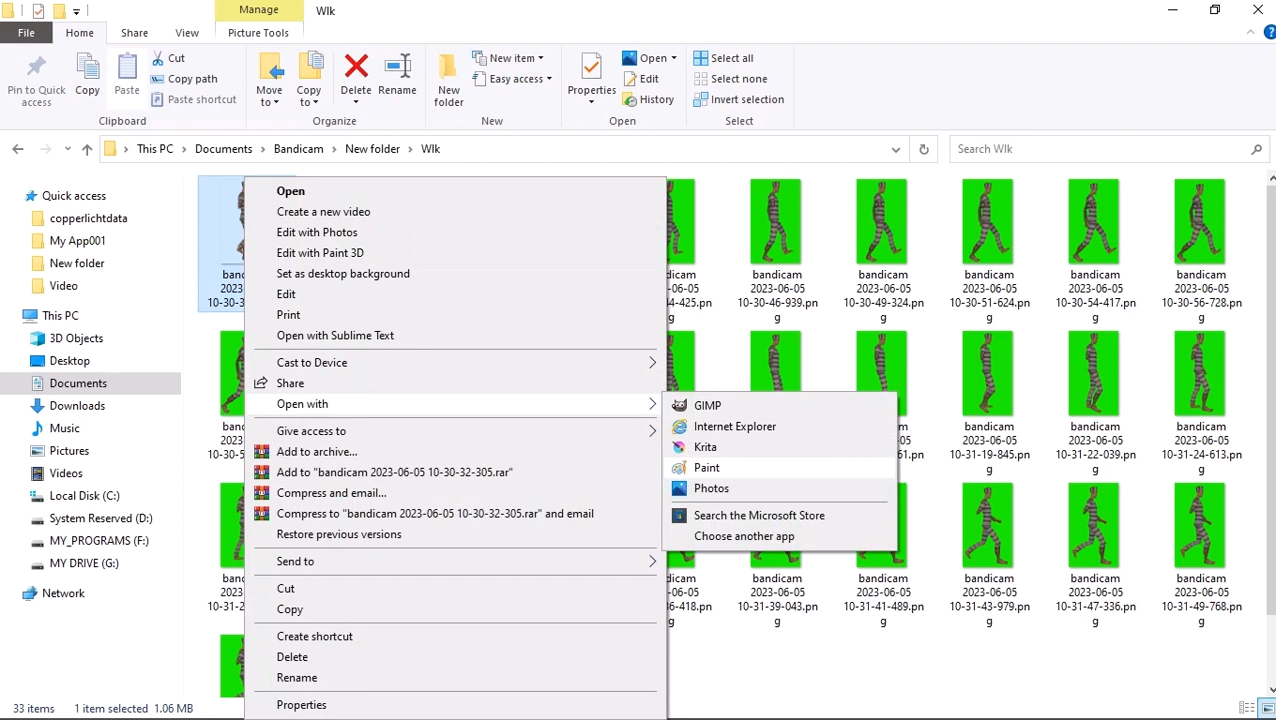 Manage
Wlk
File
Home
Share
View
Picture Tools
Pin to Quick access
Copy
Paste
Cut
Copy path
Paste shortcut
Clipboard
Move to
Copy to
Delete
Rename
Organize
New folder
New item
Easy access
New
Properties
Open
Edit
History
Open
Select all
Select none
Invert selection
Select
This PC
Documents
Bandicam
New folder
Wlk
Search Wlk
Quick access
copperlichtdata
My App001
New folder
Video
This PC
3D Objects
Desktop
Documents
Downloads
Music
Pictures
Videos
Local Disk (C:)
System Reserved (D:)
MY_PROGRAMS (F:)
MY DRIVE (G:)
Network
Open
Create a new video
Edit with Photos
Edit with Paint 3D
Set as desktop background
Edit
Print
Open with Sublime Text
Cast to Device
Share
Open with
Give access to
Add to archive...
Add to "bandicam 2023-06-05 10-30-32-305.rar"
Compress and email...
Compress to "bandicam 2023-06-05 10-30-32-305.rar" and email
Restore previous versions
Send to
Cut
Copy
Create shortcut
Delete
Rename
Properties
GIMP
Internet Explorer
Krita
Paint
Photos
Search the Microsoft Store
Choose another app
bandicam
2023-06-05
10-30-46-939.pn
g
bandicam
2023-06-05
10-30-49-324.pn
g
bandicam
2023-06-05
10-30-51-624.pn
g
bandicam
2023-06-05
10-30-54-417.pn
g
bandicam
2023-06-05
10-30-56-728.pn
g
bandicam
2023-06-05
10-31-19-845.pn
g
bandicam
2023-06-05
10-31-22-039.pn
g
bandicam
2023-06-05
10-31-24-613.pn
g
bandicam
2023-06-05
10-31-39-043.pn
g
bandicam
2023-06-05
10-31-41-489.pn
g
bandicam
2023-06-05
10-31-43-979.pn
g
bandicam
2023-06-05
10-31-47-336.pn
g
bandicam
2023-06-05
10-31-49-768.pn
g
33 items
1 item selected 1.06 MB